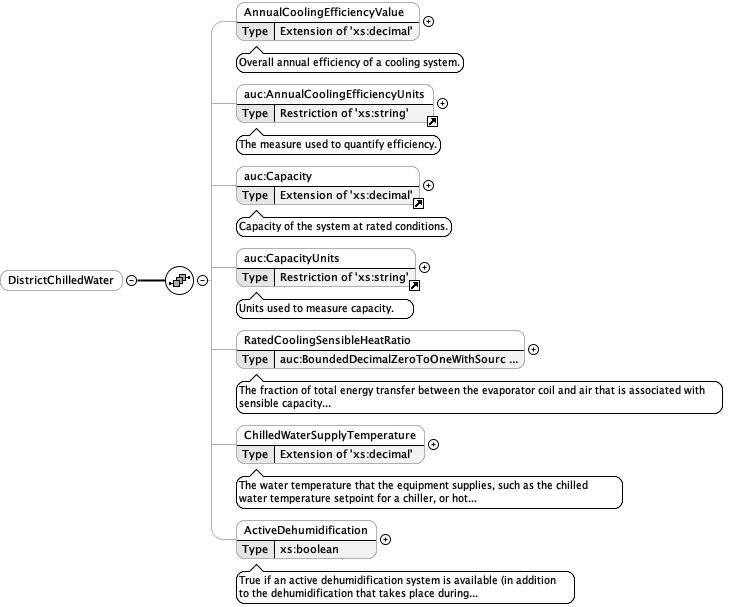 AnnualCoolingEfficiencyValue
Type Extension of 'xs:decimal'
Overall annual efficiency of a cooling system.
auc:AnnualCoolingEfficiencyUnits
Type Restriction of 'xs:string'
The measure used to quantify efficiency.
auc:Capacity
Type Extension of 'xs:decimal'
Capacity of the system at rated conditions.
auc:CapacityUnits
Type Restriction of 'xs:string'
Units used to measure capacity.
DistrictChilledWater
RatedCoolingSensibleHeatRatio
Type auc:BoundedDecimalZeroToOneWithSourc ...
The fraction of total energy transfer between the evaporator coil and air that is associated with
sensible capacity...
ChilledWaterSupplyTemperature
Type Extension of 'xs:decimal'
The water temperature that the equipment supplies, such as the chilled
water temperature setpoint for a chiller, or hot...
ActiveDehumidification
Type xs:boolean
True if an active dehumidification system is available (in addition
to the dehumidification that takes place during...